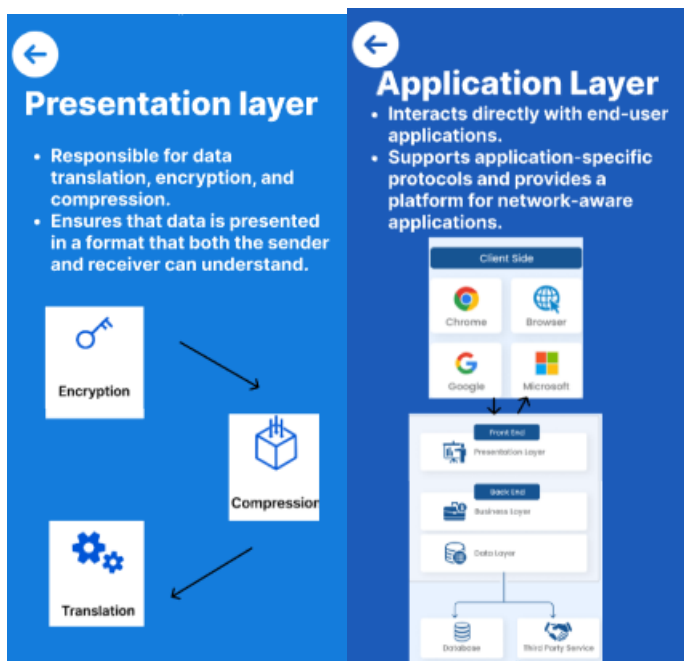 Presentation layer
• Responsible for data
translation, encryption, and
compression.
• Ensures that data is presented
in a format that both the sender
and receiver can understand.
Encryption
Compression
Translation
Application Layer
• Interacts directly with end-user
applications.
• Supports application-specific
protocols and provides a
platform for network-aware
applications.
Client Side
Chrome
Browser
Google
Microsoft
Front End
Presentation Layer
Back End
Business Layer
Data Layer
Database
Third Party Service